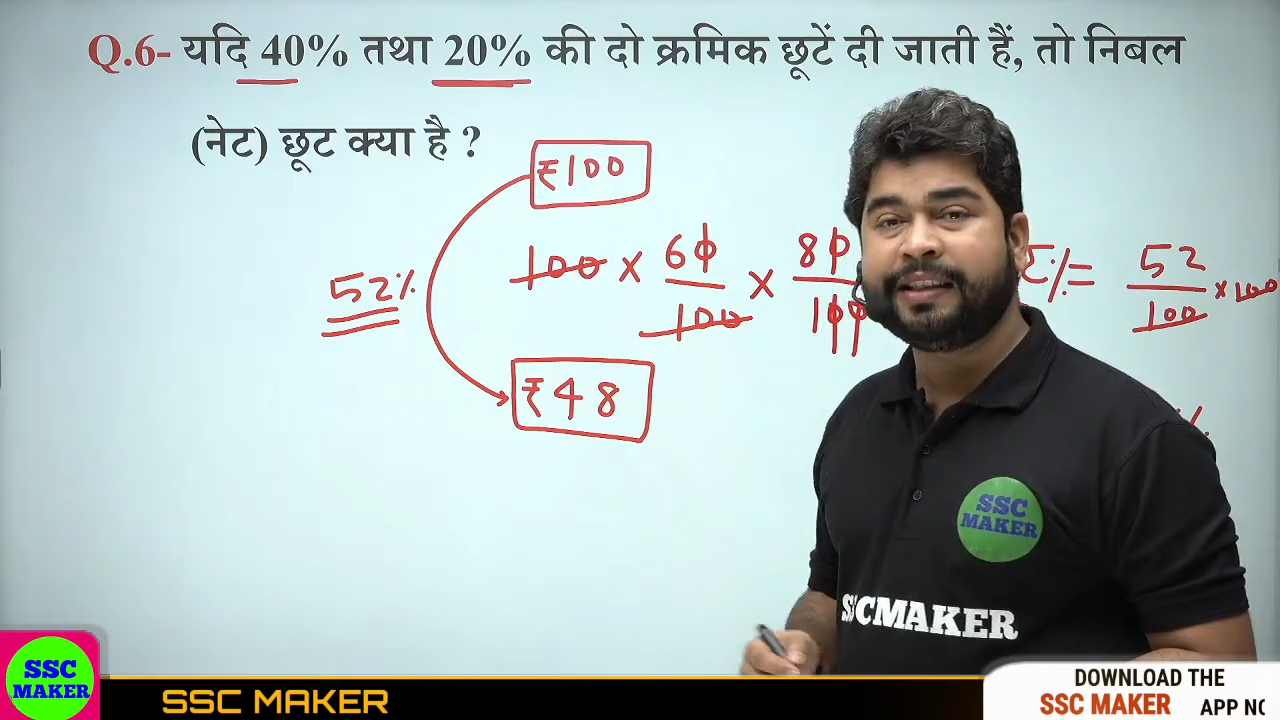 Q.6- यदि 40% तथा 20% की दो क्रमिक छूटें दी जाती हैं, तो निबल
(नेट) छूट क्या है ?
₹100
100 × 60/100 × 80/100
% = 52/100 × 100
52%
₹48
%
SSC
MAKER
SSCMAKER
SSC
MAKER
SSC MAKER
DOWNLOAD THE
SSC MAKER APP NO